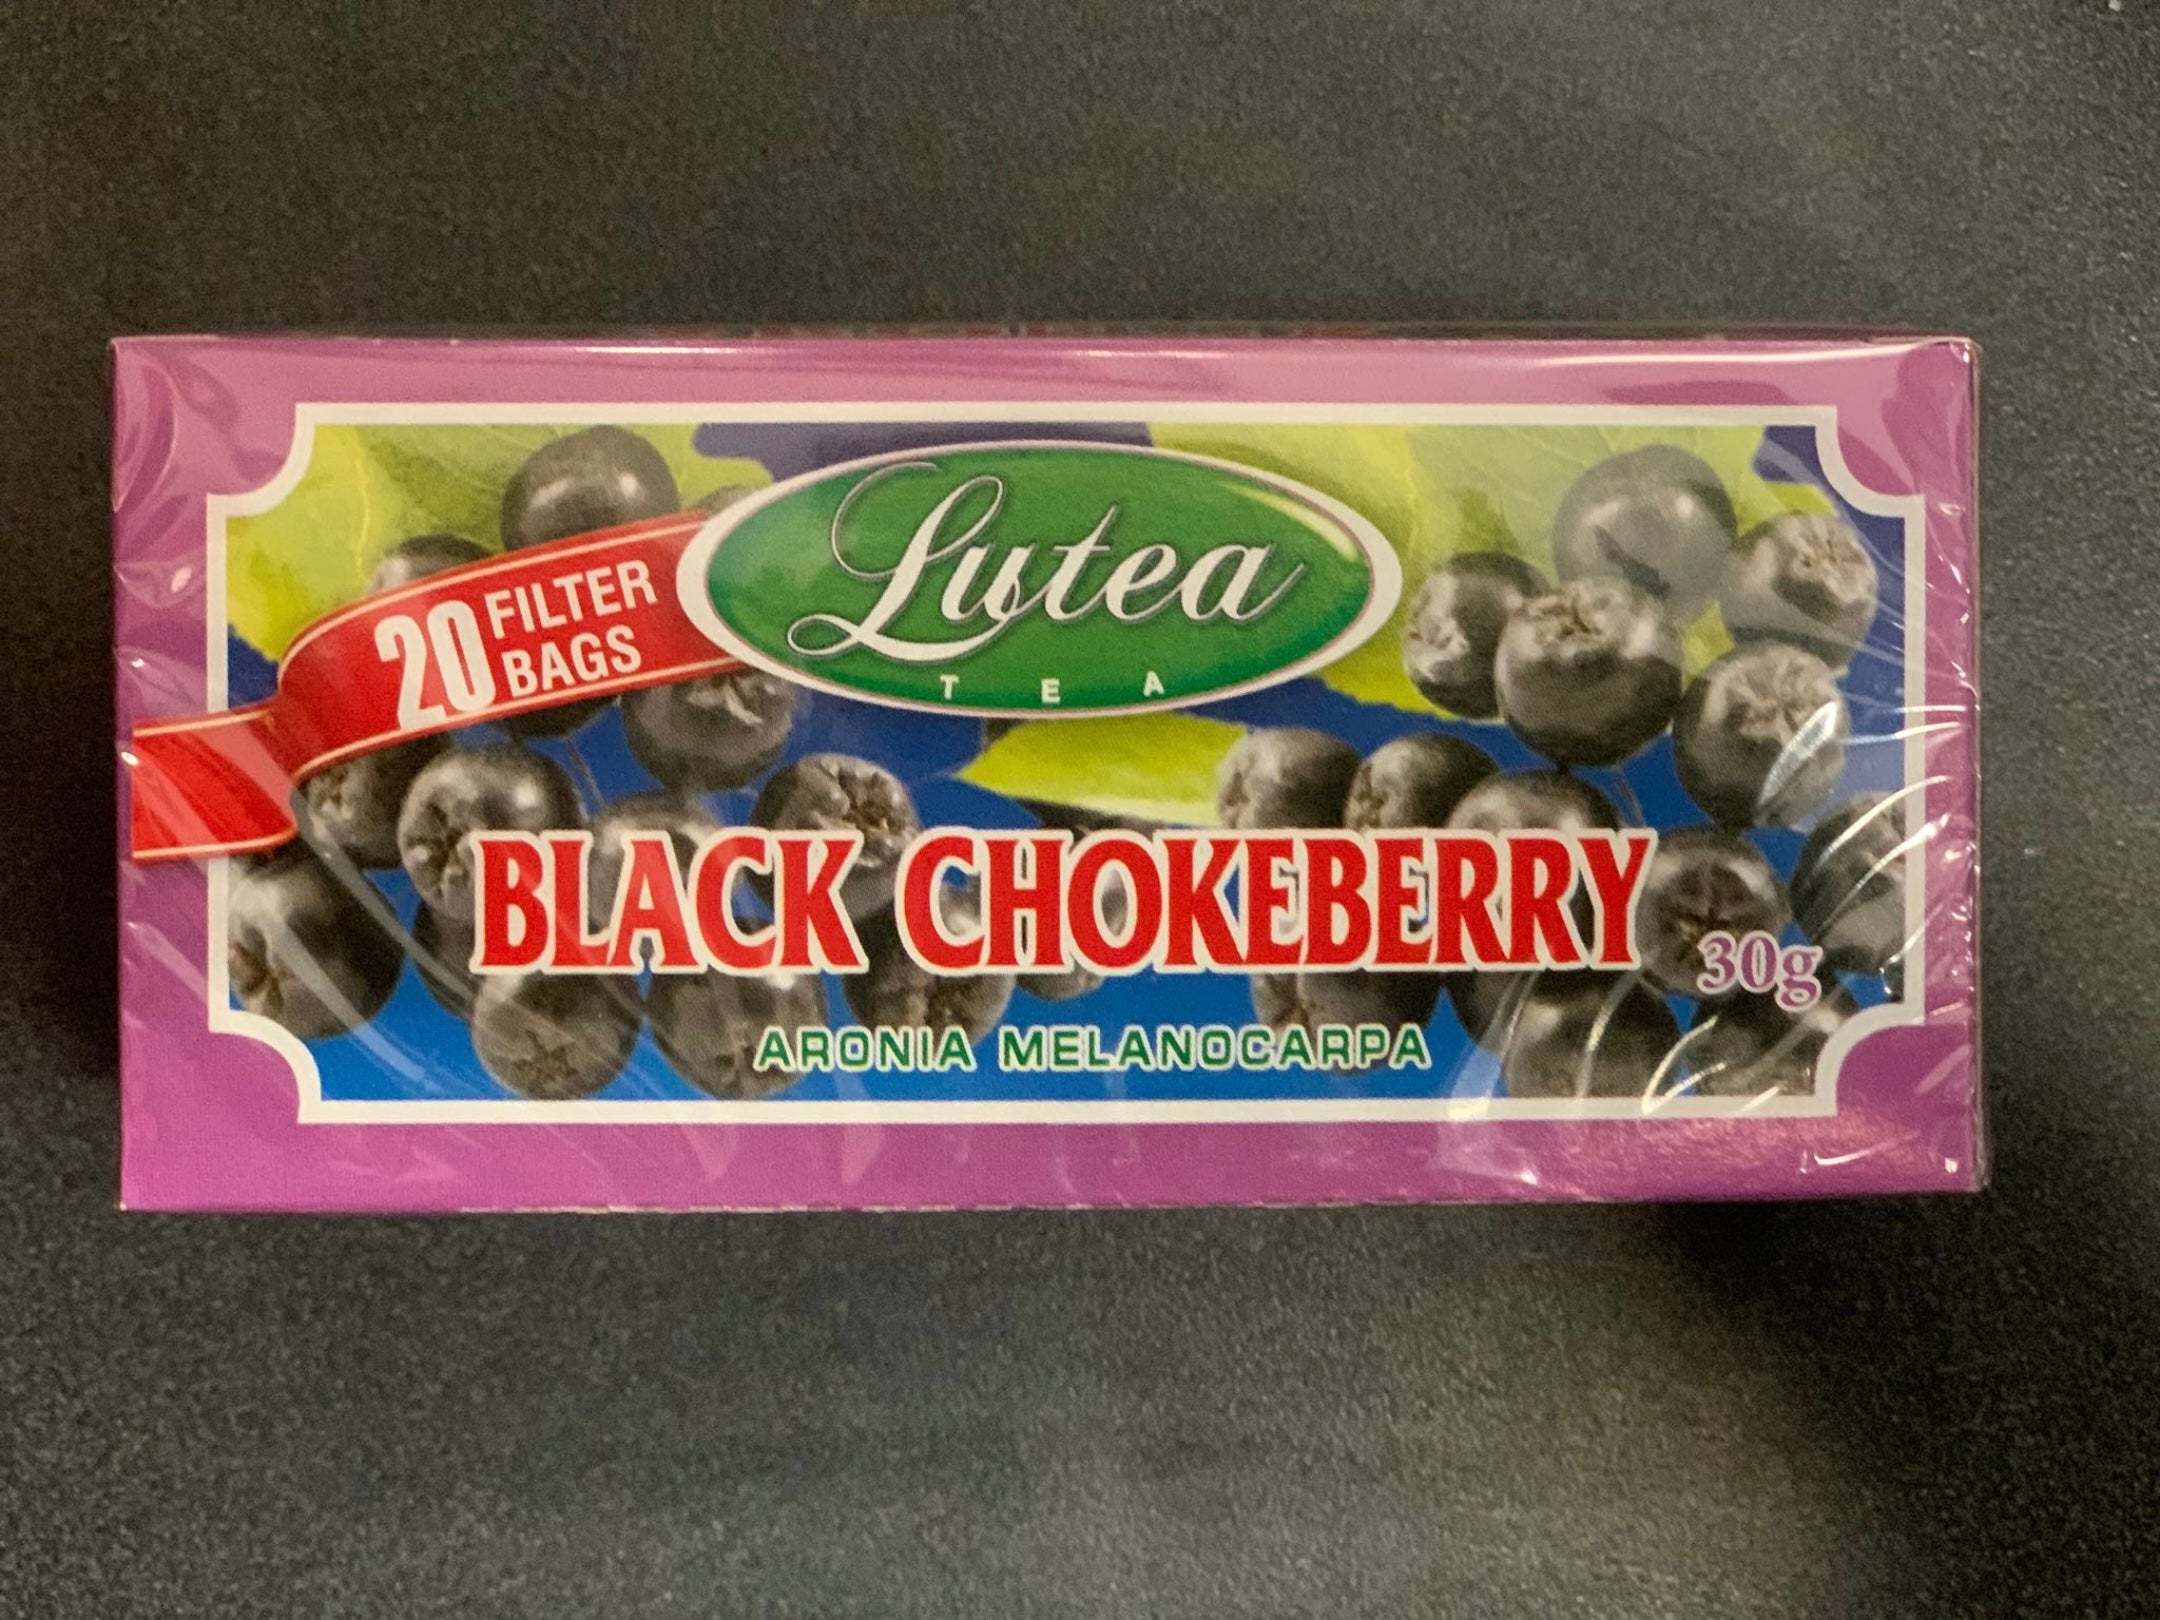 Lutea
TEA
20 FILTER
BAGS
BLACK CHOKEBERRY
30g
ARONIA MELANOCARPA